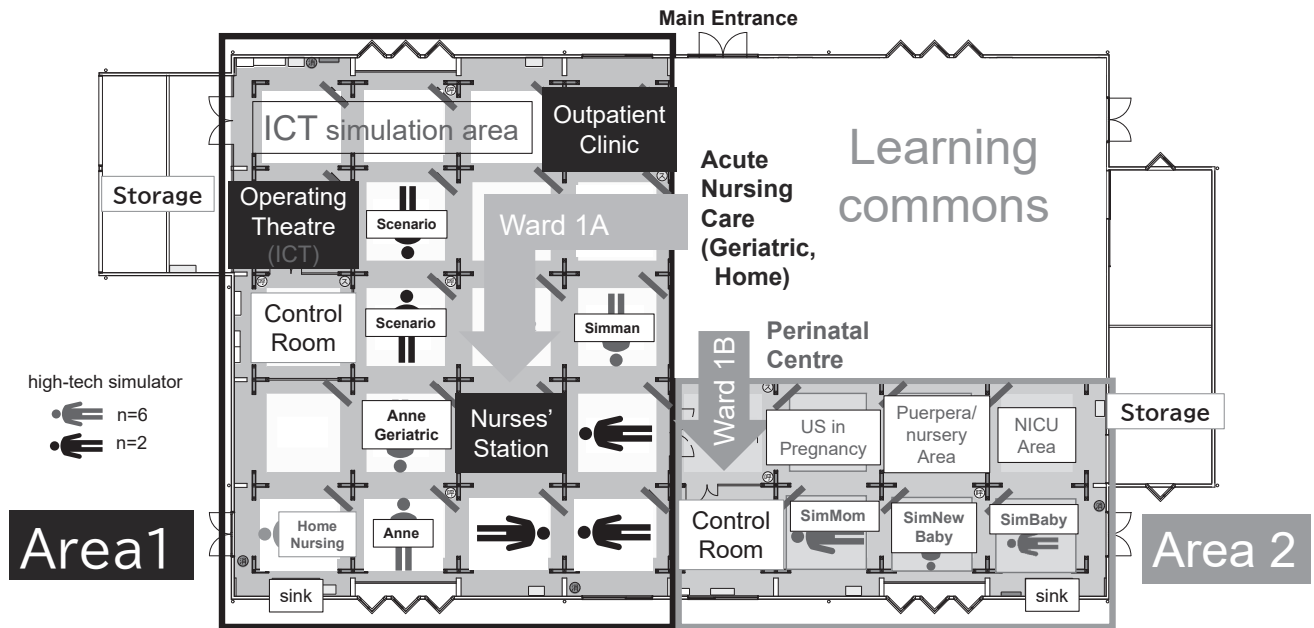 Main Entrance
ICT simulation area
Outpatient
Clinic
Acute
Nursing
Care
(Geriatric,
Home)
Learning
commons
Storage
Operating
Theatre
(ICT)
Scenario
Ward 1A
Control
Room
Scenario
Simman
Perinatal
Centre
Ward 1B
high-tech simulator
n=6
n=2
Anne
Geriatric
Nurses'
Station
US in
Pregnancy
Puerpera/
nursery
Area
NICU
Area
Storage
Area1
Home
Nursing
Anne
Control
Room
SimMom
SimNew
Baby
SimBaby
Area 2
sink
sink